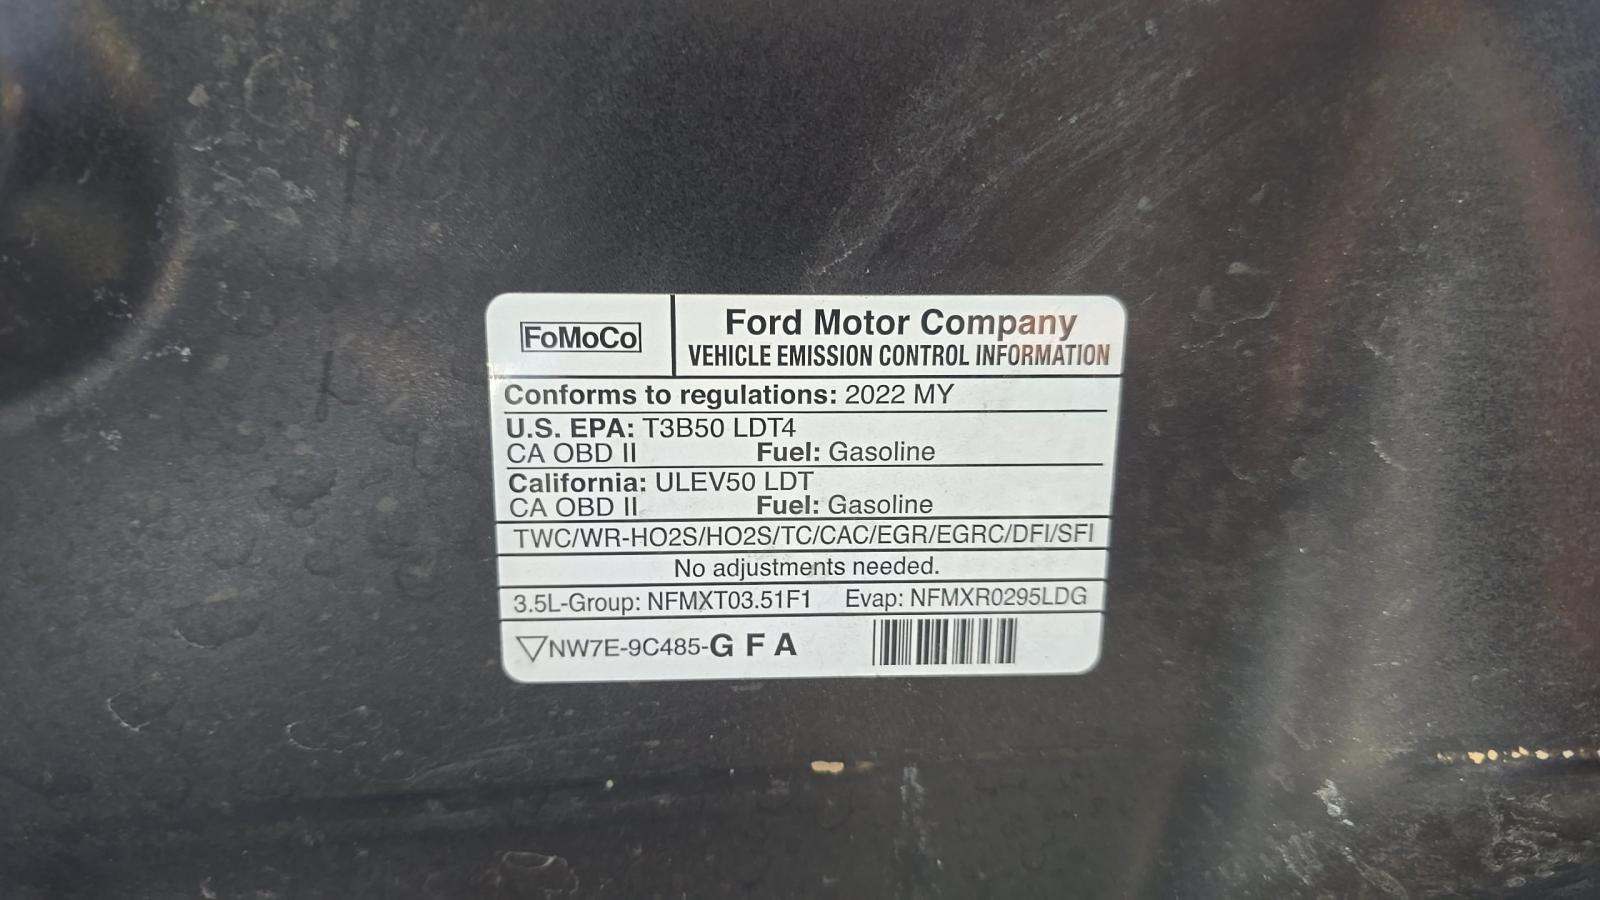 FoMoCo
Ford Motor Company
VEHICLE EMISSION CONTROL INFORMATION
Conforms to regulations: 2022 MY
U.S. EPA: T3B50 LDT4
CA OBD II Fuel: Gasoline
California: ULEV50 LDT
CA OBD II Fuel: Gasoline
TWC/WR-HO2S/HO2S/TC/CAC/EGR/EGRC/DFI/SFI
No adjustments needed.
3.5L-Group: NFMXT03.51F1 Evap: NFMXR0295LDG
NW7E-9C485-G F A